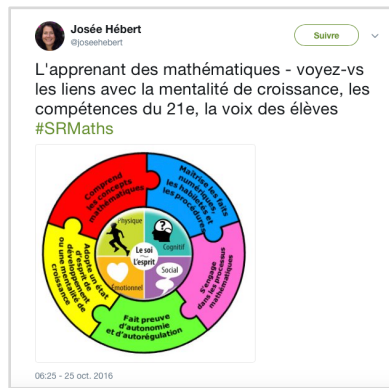 Josée Hébert
@joseehebert
Suivre
L'apprenant des mathématiques - voyez-vs
les liens avec la mentalité de croissance, les
compétences du 21e, la voix des élèves
#SRMaths
Comprend
les concepts
mathématiques
Maîtrise les faits
numériques,
les habiletés et
les procédures
S'engage
dans les processus
mathématiques
Fait preuve
d'autonomie
et d'autorégulation
Adopte un état
d'esprit de
développement
ou une mentalité de
croissance
Physique
Cognitif
Le soi
L'esprit
Émotionnel
Social
06:25 - 25 oct. 2016